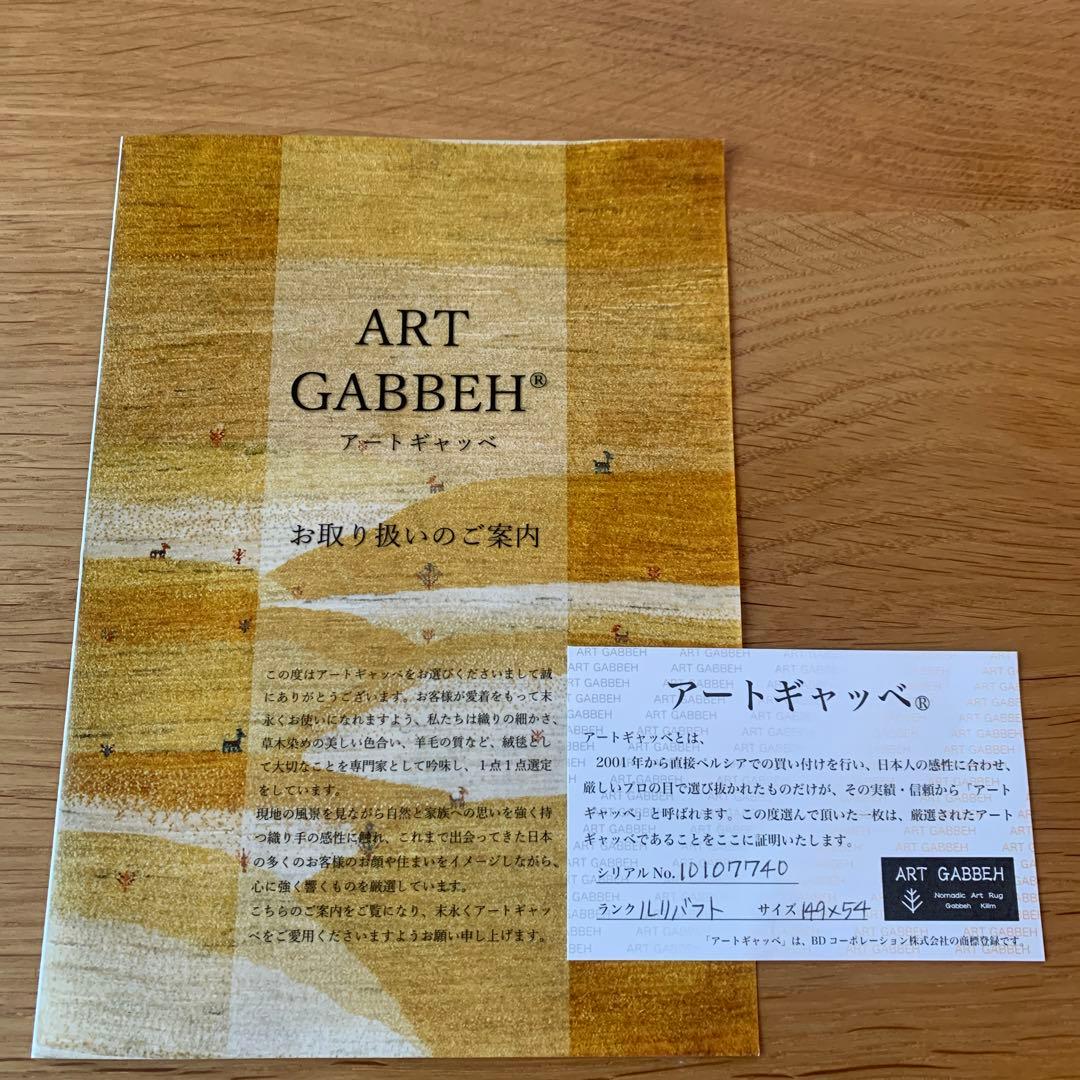 ART
GABBEH®
アートギャッベ
お取り扱いのご案内
この度はアートギャッベをお選びくださいまして誠
にありがとうございます。お客様が愛着をもって末
永くお使いになれますよう、私たちは織りの細かさ、
草木染めの美しい色合い、羊毛の質など、絨毯とし
て大切なことを専門家として吟味し、1点1点選定
をしています。
現地の風景を見ながら自然と家族への思いを強く持
つ織り手の感性に触れ、これまで出会ってきた日本
の多くのお客様のお顔や住まいをイメージしながら、
心に強く響くものを厳選しています。
こちらのご案内をご覧になり、末永くアートギャッ
ベをご愛用くださいますようお願い申し上げます。
アートギャッベ®
アートギャッベとは、
2001年から直接ペルシアでの買い付けを行い、日本人の感性に合わせ、
厳しいプロの目で選び抜かれたものだけが、その実績・信頼から「アート
ギャッベ」と呼ばれます。この度選んで頂いた一枚は、厳選されたアート
ギャッベであることをここに証明いたします。
シリアルNo. 10107740
ランク ルリバフト サイズ 149×54
ART GABBEH
Nomadic Art Rug
Gabbeh Kilim
「アートギャッベ」は、BDコーポレーション株式会社の商標登録です。